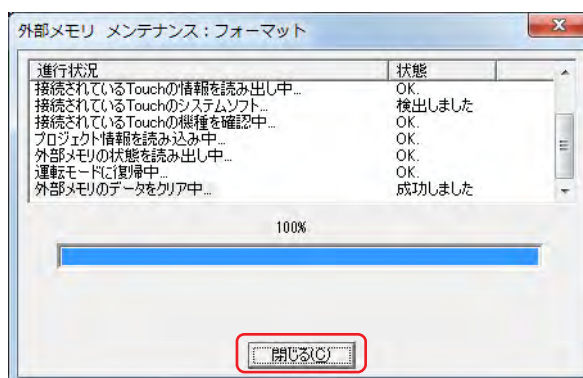 外部メモリ メンテナンス：フォーマット
進行状況 状態
接続されているTouchの情報を読み出し中... OK.
接続されているTouchのシステムソフト... 検出しました
接続されているTouchの機種を確認中... OK.
プロジェクト情報を読み込み中... OK.
外部メモリの状態を読み出し中... OK.
運転モードに復帰中... OK.
外部メモリのデータをクリア中... 成功しました
100%
閉じる(C)